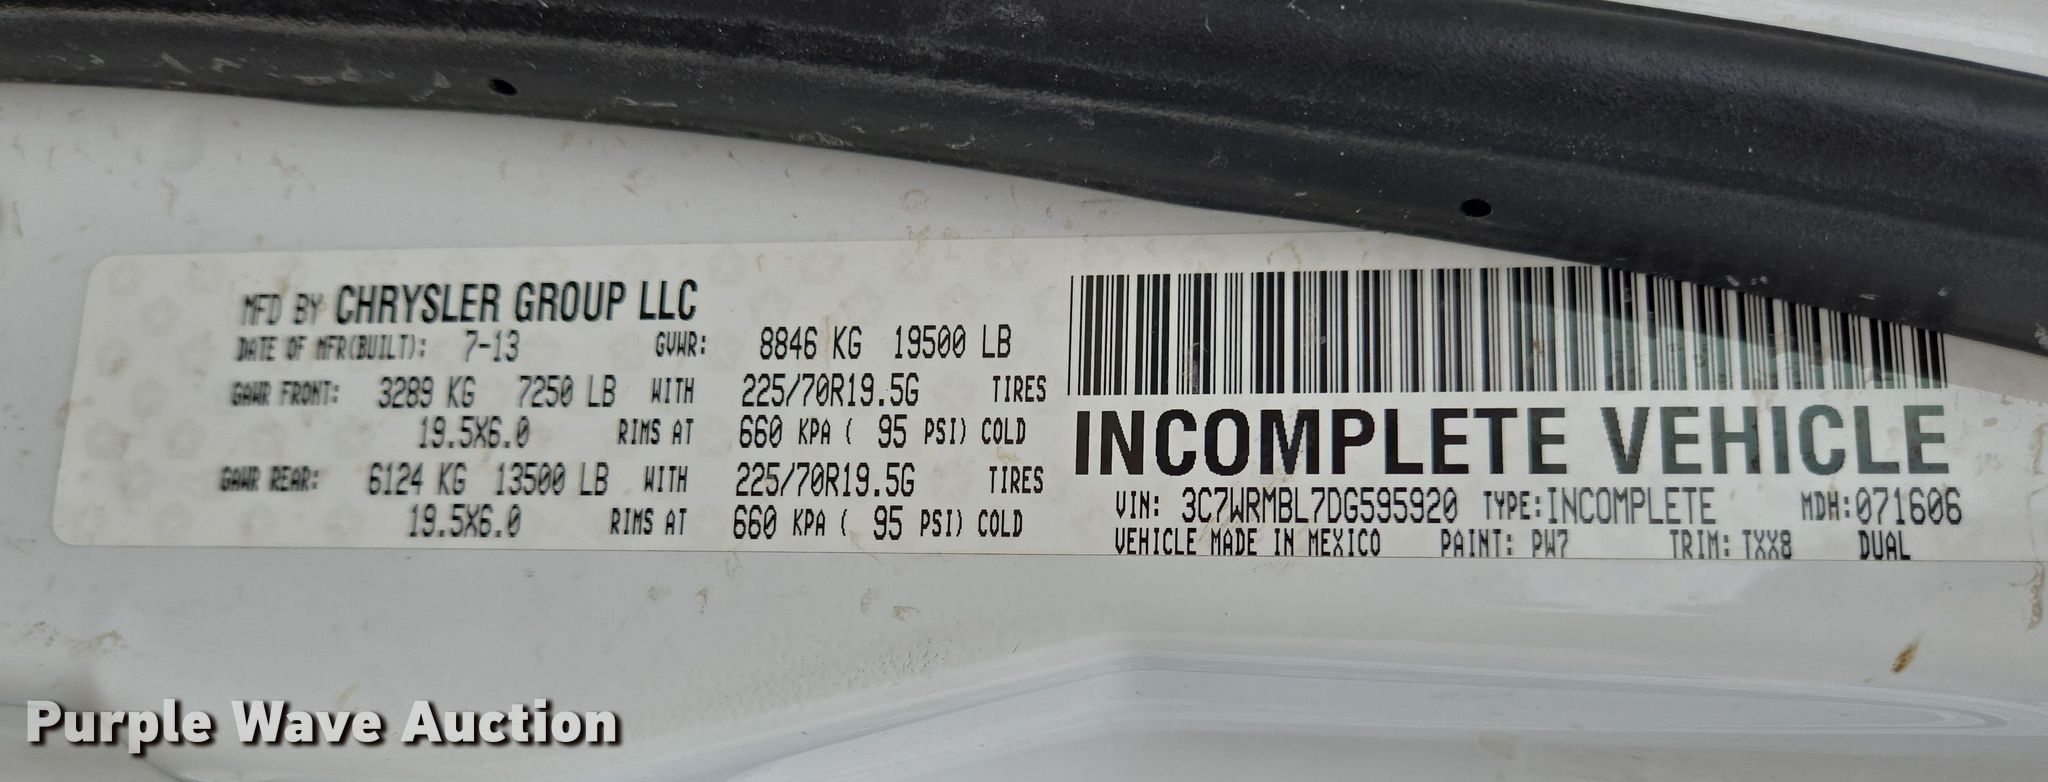 MFD BY CHRYSLER GROUP LLC
DATE OF MFR(BUILT): 7-13 GVWR: 8846 KG 19500 LB
GAWR FRONT: 3289 KG 7250 LB WITH 225/70R19.5G TIRES
19.5X6.0 RIMS AT 660 KPA ( 95 PSI) COLD
GAWR REAR: 6124 KG 13500 LB WITH 225/70R19.5G TIRES
19.5X6.0 RIMS AT 660 KPA ( 95 PSI) COLD
INCOMPLETE VEHICLE
VIN: 3C7WRMBL7DG595920 TYPE:INCOMPLETE MDH:071606
VEHICLE MADE IN MEXICO PAINT: PW7 TRIM: TXX8 DUAL
Purple Wave Auction